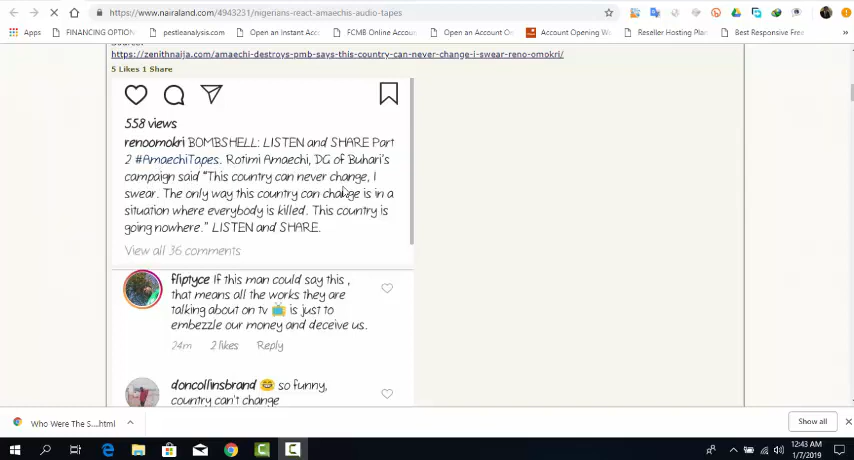 https://www.nairaland.com/4943231/nigerians-react-amaechis-audio-tapes
Apps FINANCING OPTION pestleanalysis.com Open an Instant Acc FCMB Online Accoun Open an Account O Account Opening We Reseller Hosting Plan Best Responsive Free
https://zenithnaija.com/amaechi-destroys-pmb-says-this-country-can-never-change-i-swear-reno-omokri/
5 Likes 1 Share
558 views
renoomokri BOMBSHELL: LISTEN and SHARE Part
2 #AmaechiTapes. Rotimi Amaechi, DG of Buhari's
campaign said "This country can never change, I
swear. The only way this country can change is in a
situation where everybody is killed. This country is
going nowhere." LISTEN and SHARE.
View all 36 comments
fliptyce If this man could say this ,
that means all the works they are
talking about on tv 📺 is just to
embezzle our money and deceive us.
24m 2 likes Reply
doncollinsbrand 😂 so funny,
country can't change
Who Were The S....html
Show all
12:43 AM
1/7/2019